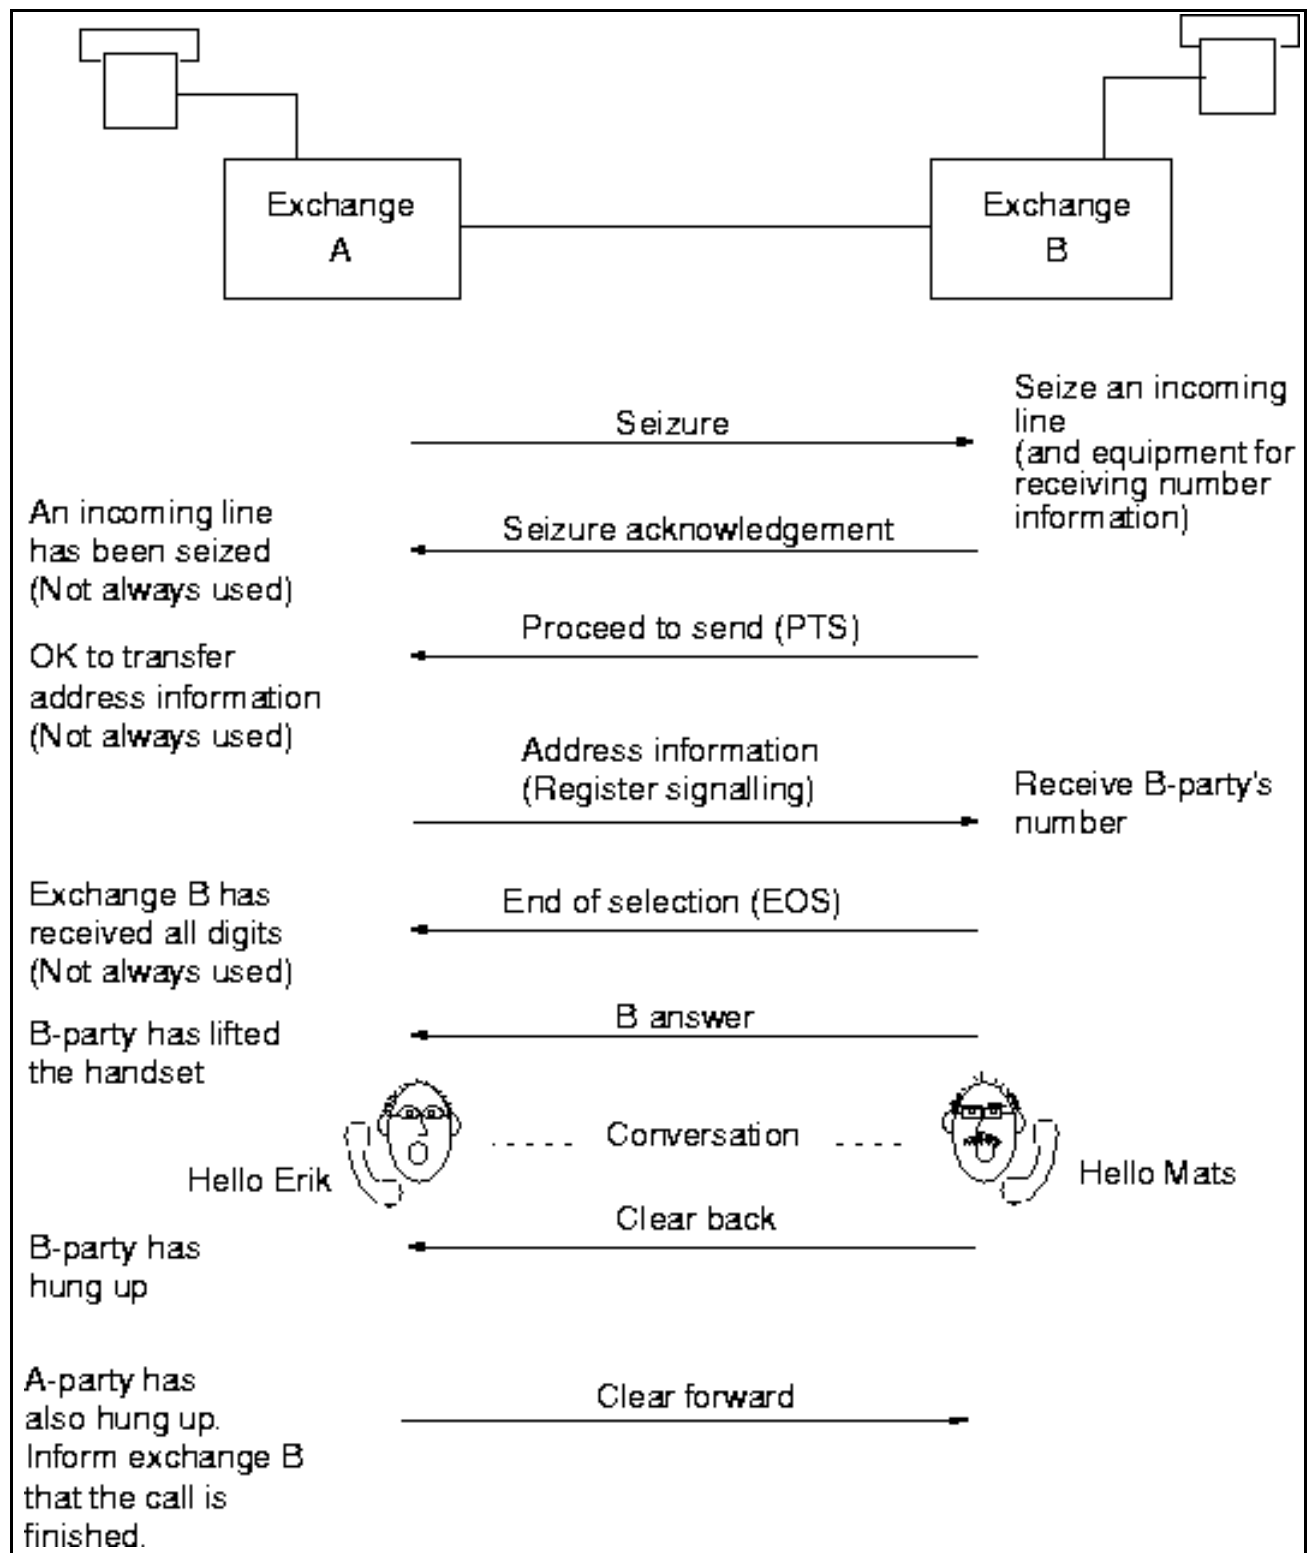 Exchange
A
Exchange
B
Seizure
Seize an incoming
line
(and equipment for
receiving number
information)
An incoming line
has been seized
(Not always used)
Seizure acknowledgement
Proceed to send (PTS)
OK to transfer
address information
(Not always used)
Address information
(Register signalling)
Receive B-party's
number
Exchange B has
received all digits
(Not always used)
End of selection (EOS)
B answer
B-party has lifted
the handset
Conversation
Hello Erik
Hello Mats
Clear back
B-party has
hung up
A-party has
also hung up.
Inform exchange B
that the call is
finished.
Clear forward